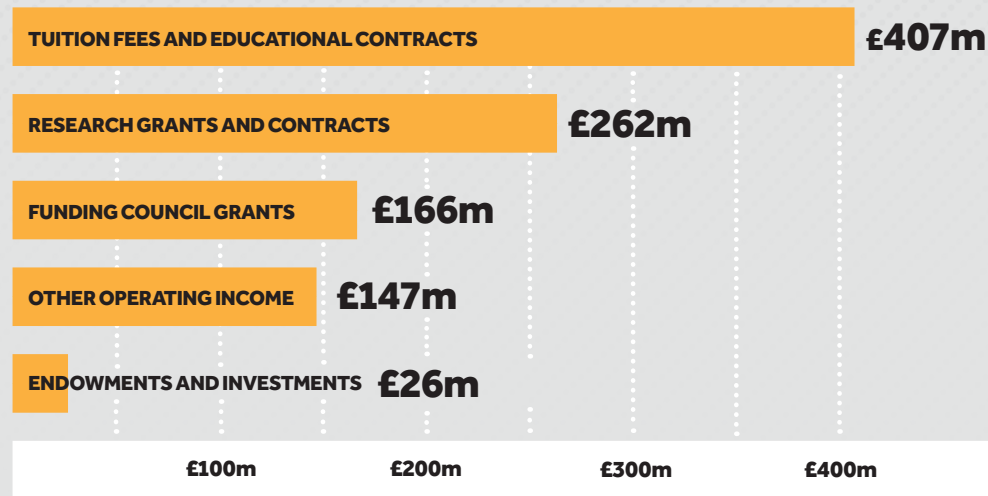 TUITION FEES AND EDUCATIONAL CONTRACTS £407m
RESEARCH GRANTS AND CONTRACTS £262m
FUNDING COUNCIL GRANTS £166m
OTHER OPERATING INCOME £147m
ENDOWMENTS AND INVESTMENTS £26m
£100m £200m £300m £400m